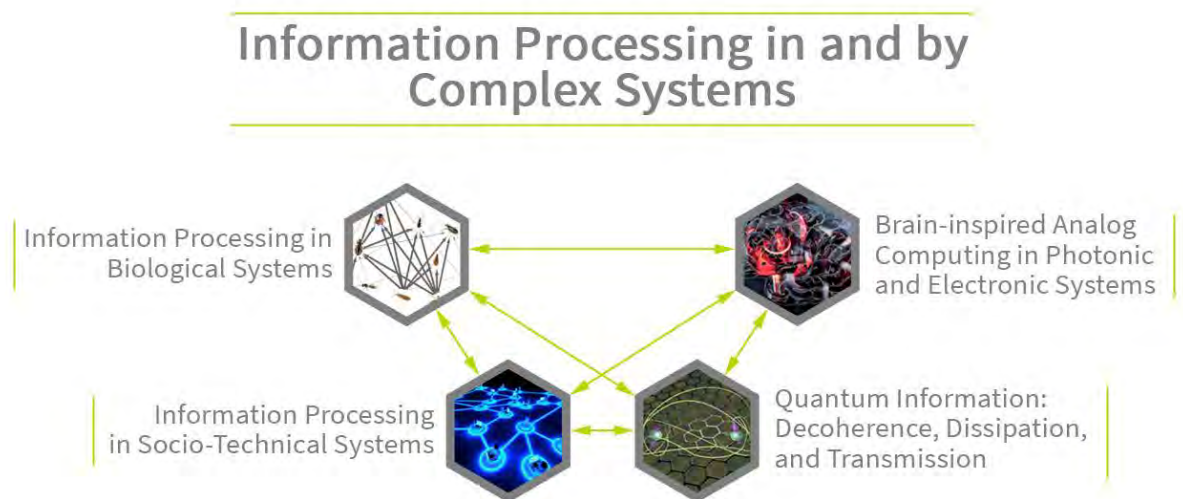 Information Processing in and by
Complex Systems
Information Processing in
Biological Systems
Brain-inspired Analog
Computing in Photonic
and Electronic Systems
Information Processing
in Socio-Technical Systems
Quantum Information:
Decoherence, Dissipation,
and Transmission